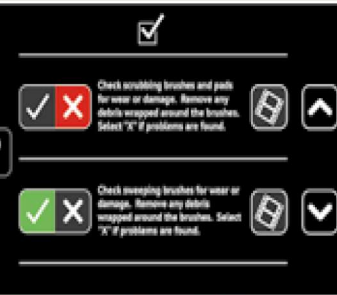 Check scrubbing brushes and pads
for wear or damage. Remove any
debris wrapped around the brushes.
Select "X" if problems are found.
Check sweeping brushes for wear or
damage. Remove any debris
wrapped around the brushes. Select
"X" if problems are found.